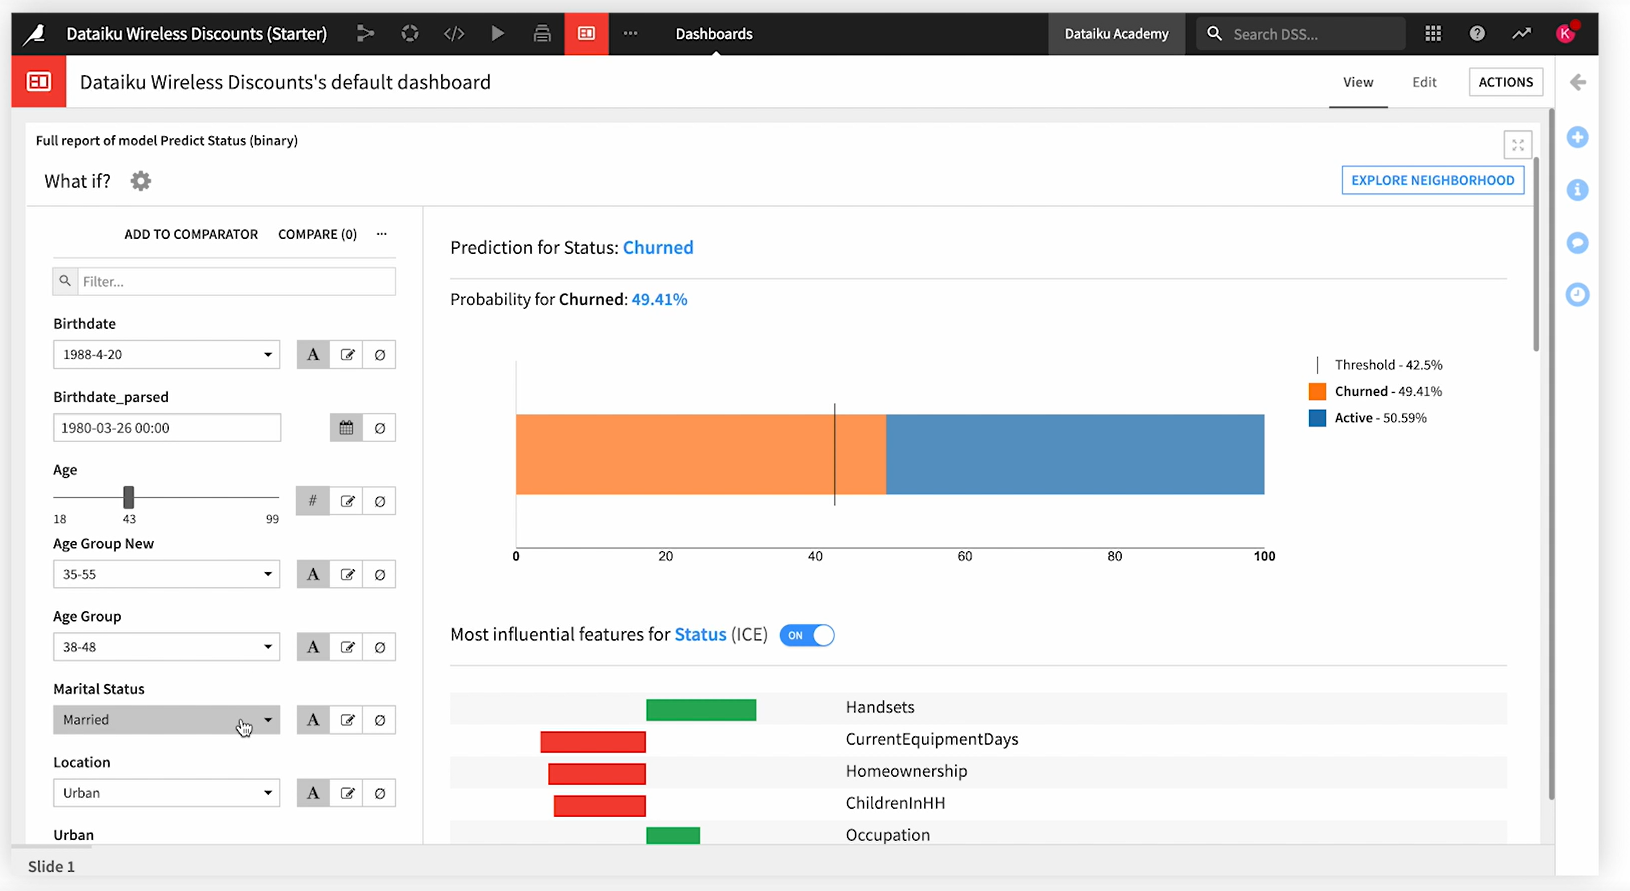 Dataiku Wireless Discounts (Starter)
Dashboards
Dataiku Academy
Search DSS...
K
Dataiku Wireless Discounts's default dashboard
View
Edit
ACTIONS
Full report of model Predict Status (binary)
What if?
EXPLORE NEIGHBORHOOD
ADD TO COMPARATOR
COMPARE (0)
Filter...
Birthdate
1988-4-20
A
Birthdate_parsed
1980-03-26 00:00
Age
18
43
99
#
Age Group New
35-55
A
Age Group
38-48
A
Marital Status
Married
A
Location
Urban
A
Urban
Prediction for Status: Churned
Probability for Churned: 49.41%
Threshold - 42.5%
Churned - 49.41%
Active - 50.59%
0 20 40 60 80 100
Most influential features for Status (ICE)
ON
Handsets
CurrentEquipmentDays
Homeownership
ChildrenInHH
Occupation
Slide 1